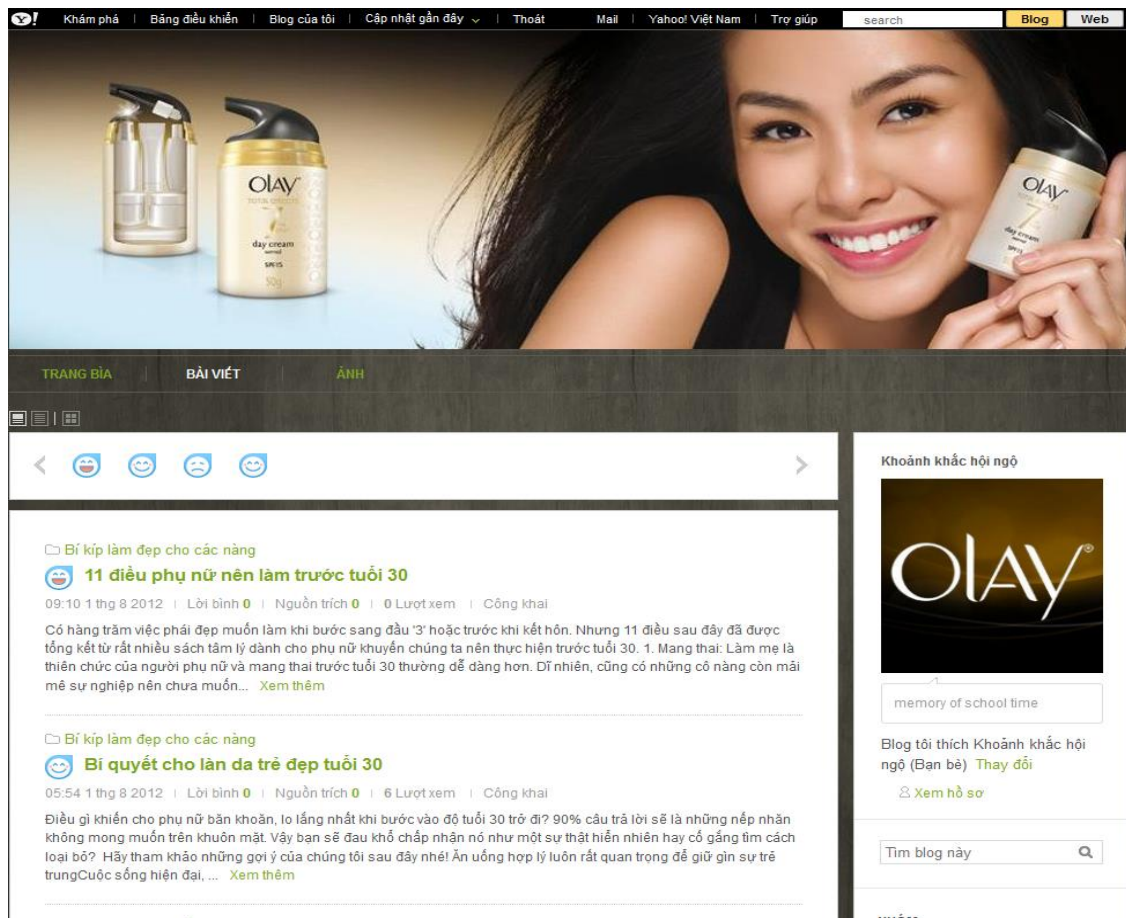 Y! Khám phá Bảng điều khiển Blog của tôi Cập nhật gần đây Thoát Mail Yahoo! Việt Nam Trợ giúp search Blog Web
OLAY
TOTAL EFFECTS
7
day cream
normal
SPF15
50g
OLAY
TOTAL EFFECTS
7
day cream
normal
SPF15
TRANG BÌA BÀI VIẾT ẢNH
Khoảnh khắc hội ngộ
OLAY®
memory of school time
Blog tôi thích Khoảnh khắc hội
ngộ (Bạn bè) Thay đổi
Xem hồ sơ
Tìm blog này
Bí kíp làm đẹp cho các nàng
11 điều phụ nữ nên làm trước tuổi 30
09:10 1 thg 8 2012 Lời bình 0 Nguồn trích 0 0 Lượt xem Công khai
Có hàng trăm việc phái đẹp muốn làm khi bước sang đầu '3' hoặc trước khi kết hôn. Nhưng 11 điều sau đây đã được
tổng kết từ rất nhiều sách tâm lý dành cho phụ nữ khuyến chúng ta nên thực hiện trước tuổi 30. 1. Mang thai: Làm mẹ là
thiên chức của người phụ nữ và mang thai trước tuổi 30 thường dễ dàng hơn. Dĩ nhiên, cũng có những cô nàng còn mải
mê sự nghiệp nên chưa muốn... Xem thêm
Bí kíp làm đẹp cho các nàng
Bí quyết cho làn da trẻ đẹp tuổi 30
05:54 1 thg 8 2012 Lời bình 0 Nguồn trích 0 6 Lượt xem Công khai
Điều gì khiến cho phụ nữ băn khoăn, lo lắng nhất khi bước vào độ tuổi 30 trở đi? 90% câu trả lời sẽ là những nếp nhăn
không mong muốn trên khuôn mặt. Vậy bạn sẽ đau khổ chấp nhận nó như một sự thật hiển nhiên hay cố gắng tìm cách
loại bỏ? Hãy tham khảo những gợi ý của chúng tôi sau đây nhé! Ăn uống hợp lý luôn rất quan trọng để giữ gìn sự trẻ
trungCuộc sống hiện đại, ... Xem thêm